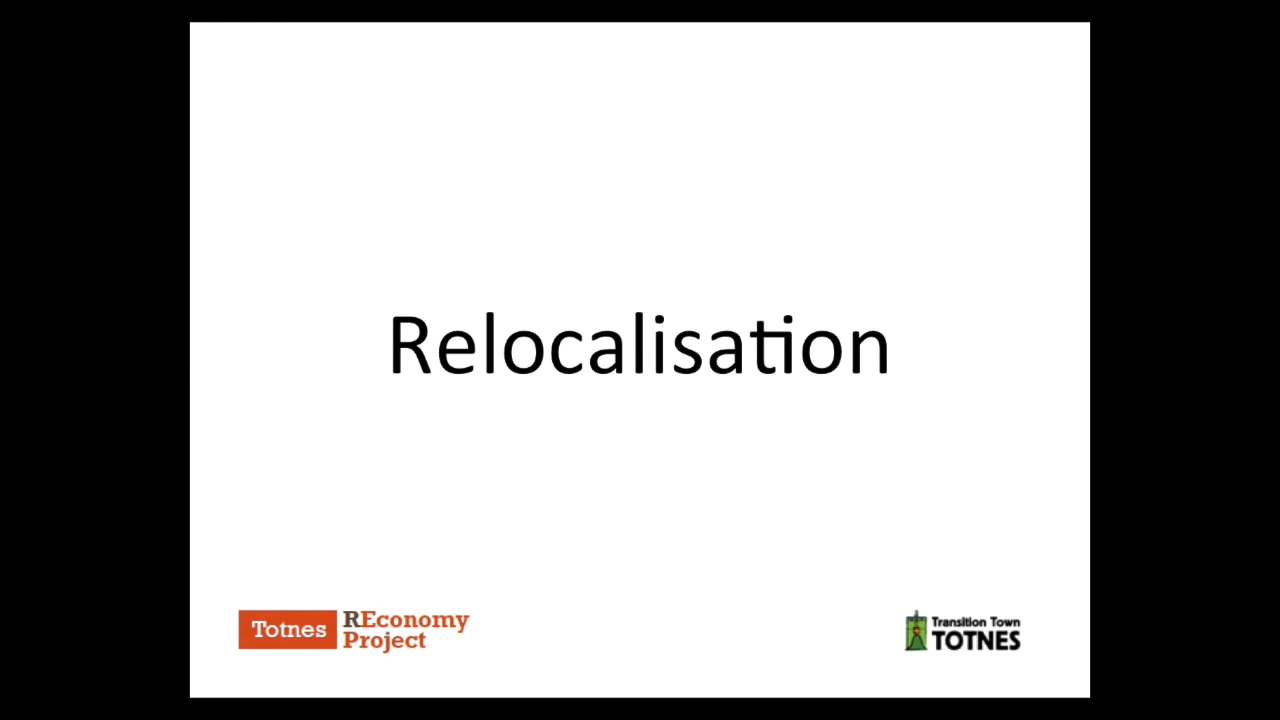 Relocalisation
Totnes
REconomy
Project
Transition Town
TOTNES